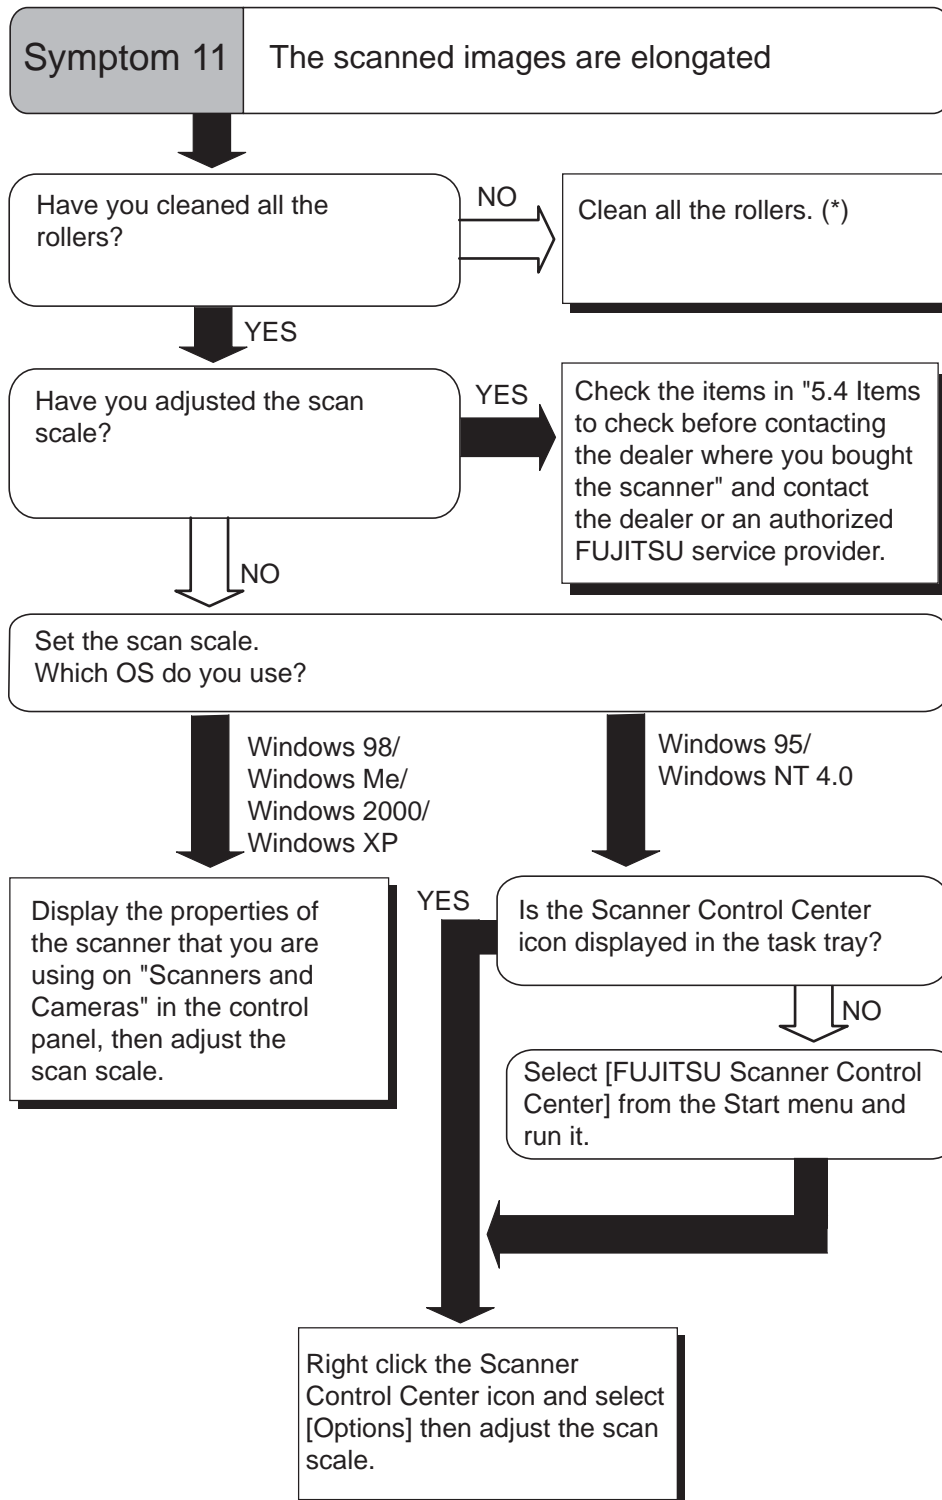 Symptom 11
The scanned images are elongated
Have you cleaned all the
rollers?
NO
Clean all the rollers. (*)
YES
Have you adjusted the scan
scale?
YES
Check the items in "5.4 Items
to check before contacting
the dealer where you bought
the scanner" and contact
the dealer or an authorized
FUJITSU service provider.
NO
Set the scan scale.
Which OS do you use?
Windows 98/
Windows Me/
Windows 2000/
Windows XP
Windows 95/
Windows NT 4.0
Display the properties of
the scanner that you are
using on "Scanners and
Cameras" in the control
panel, then adjust the
scan scale.
YES
Is the Scanner Control Center
icon displayed in the task tray?
NO
Select [FUJITSU Scanner Control
Center] from the Start menu and
run it.
Right click the Scanner
Control Center icon and select
[Options] then adjust the scan
scale.